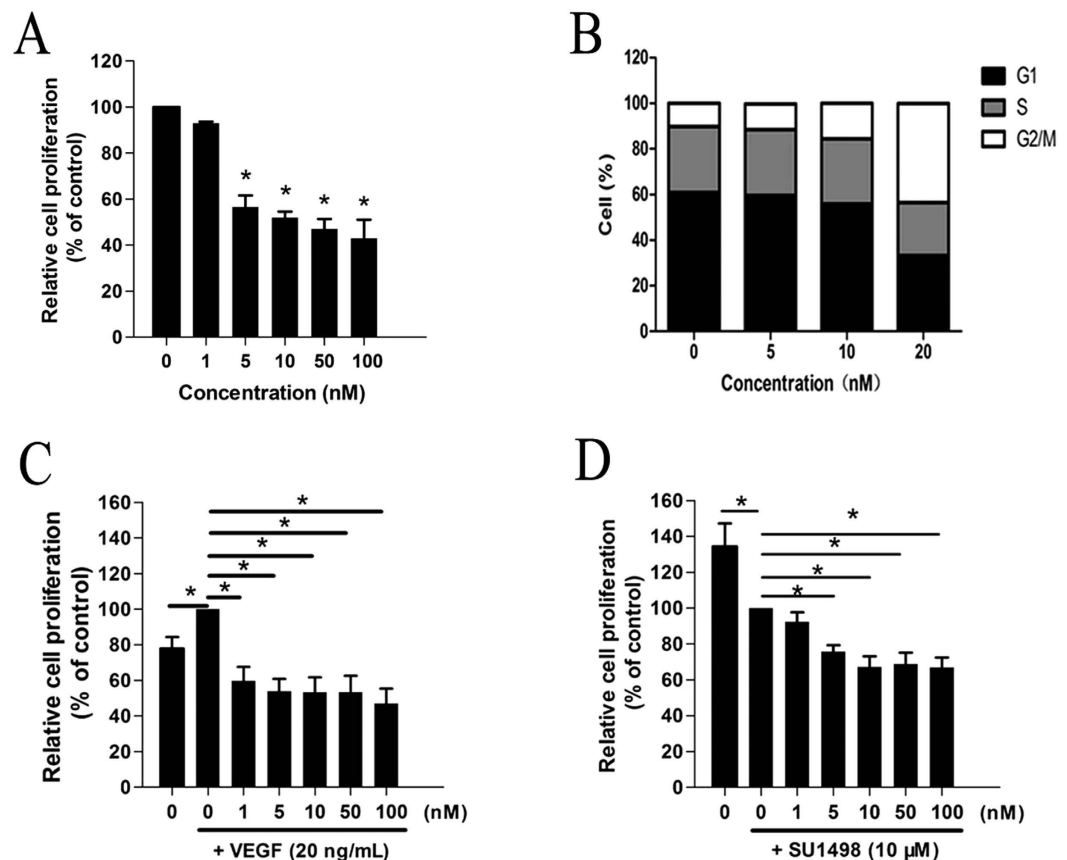 A
Relative cell proliferation
(% of control)
120
100
80
60
40
20
0
* * * *
0 1 5 10 50 100
Concentration (nM)
B
Cell (%)
120
100
80
60
40
20
0
0 5 10 20
Concentration (nM)
G1
S
G2/M
C
Relative cell proliferation
(% of control)
160
140
120
100
80
60
40
20
0
*
*
*
*
* *
0 0 1 5 10 50 100 (nM)
+ VEGF (20 ng/mL)
D
Relative cell proliferation
(% of control)
160
140
120
100
80
60
40
20
0
*
*
*
*
*
0 0 1 5 10 50 100 (nM)
+ SU1498 (10 µM)